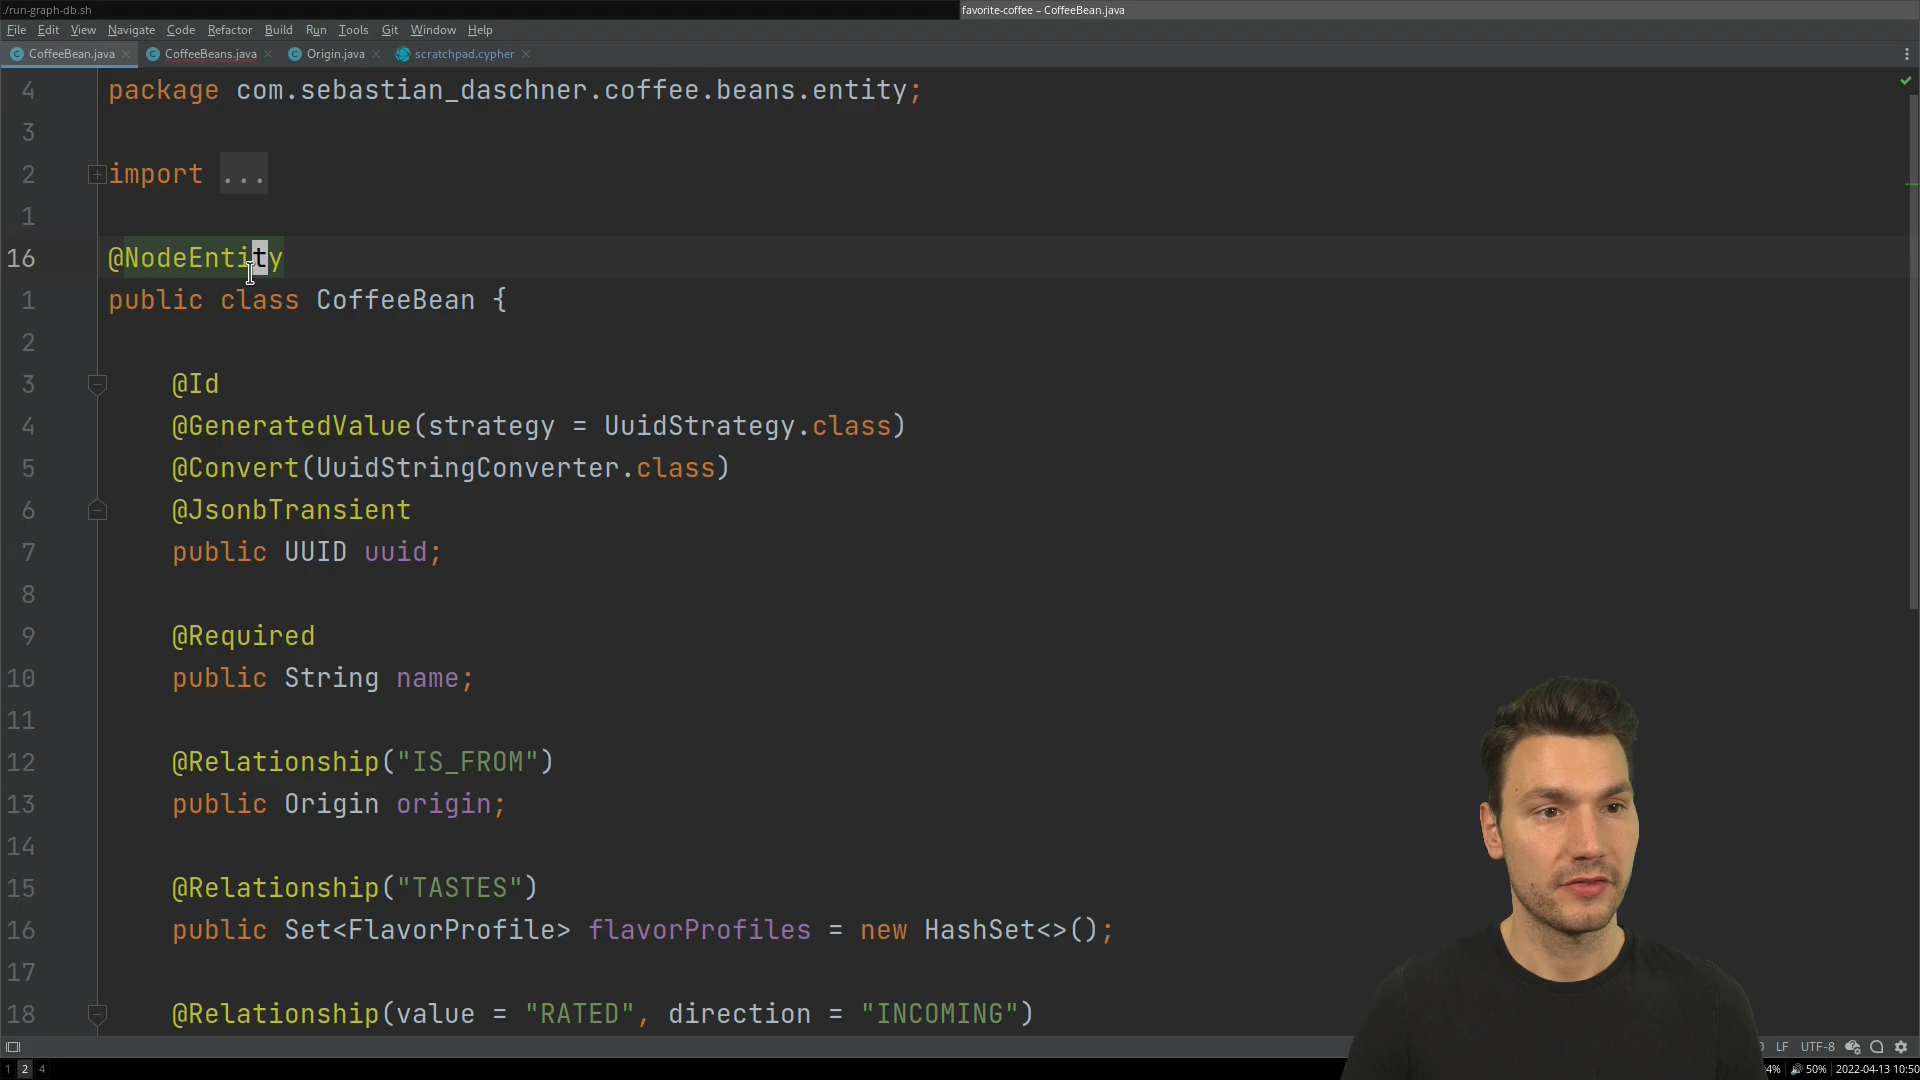 ./run-graph-db.sh
favorite-coffee – CoffeeBean.java
File Edit View Navigate Code Refactor Build Run Tools Git Window Help
CoffeeBean.java CoffeeBeans.java Origin.java scratchpad.cypher
4 package com.sebastian_daschner.coffee.beans.entity;
3
2 import ...
1
16 @NodeEntity
1 public class CoffeeBean {
2
3 @Id
4 @GeneratedValue(strategy = UuidStrategy.class)
5 @Convert(UuidStringConverter.class)
6 @JsonbTransient
7 public UUID uuid;
8
9 @Required
10 public String name;
11
12 @Relationship("IS_FROM")
13 public Origin origin;
14
15 @Relationship("TASTES")
16 public Set<FlavorProfile> flavorProfiles = new HashSet<>();
17
18 @Relationship(value = "RATED", direction = "INCOMING")
LF UTF-8
1 2 4
4% 50% 2022-04-13 10:50